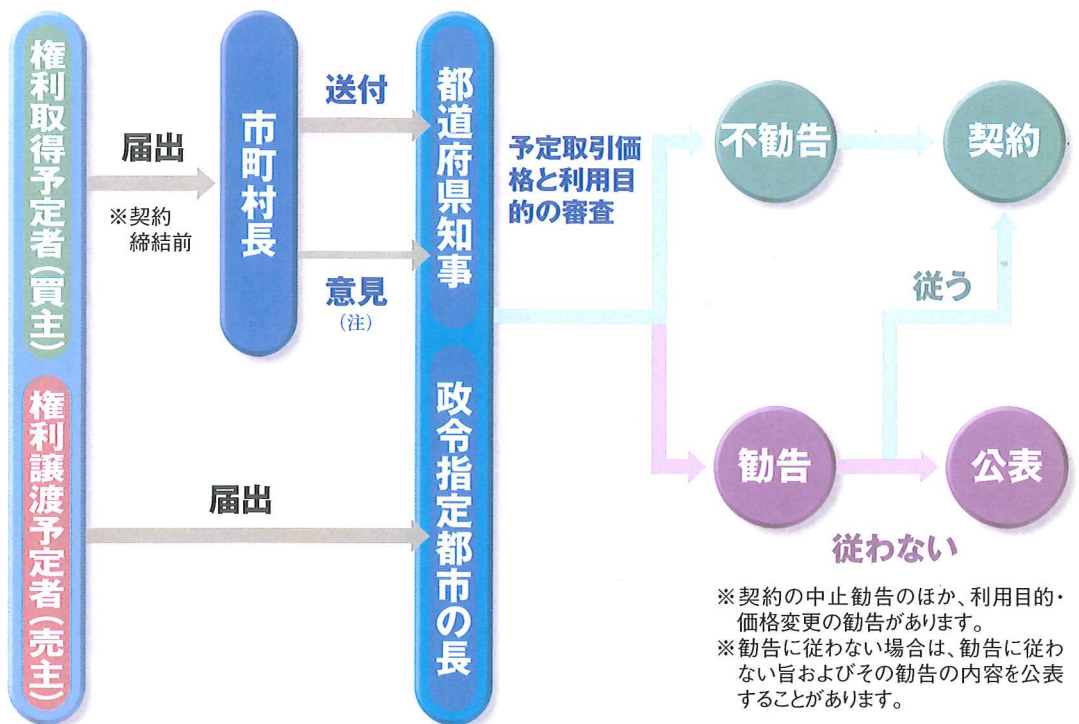 権利取得予定者(買主)
権利譲渡予定者(売主)
届出
※契約
締結前
市町村長
送付
意見
(注)
届出
都道府県知事
政令指定都市の長
予定取引価
格と利用目
的の審査
不勧告
契約
従う
勧告
公表
従わない
※契約の中止勧告のほか、利用目的・
価格変更の勧告があります。
※勧告に従わない場合は、勧告に従わ
ない旨およびその勧告の内容を公表
することがあります。